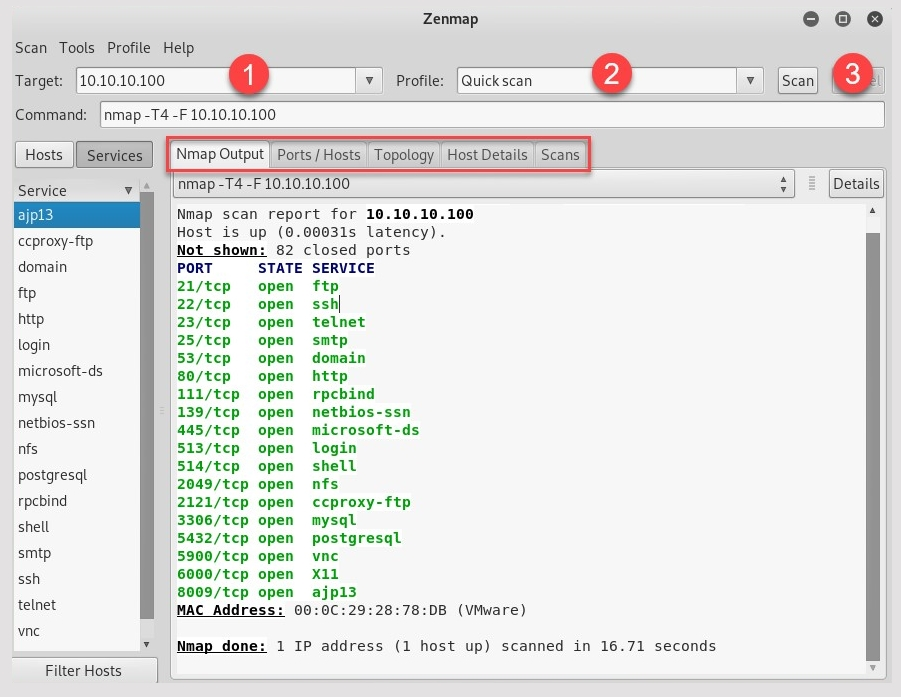 Zenmap
Scan Tools Profile Help
Target: 10.10.10.100 1 Profile: Quick scan 2 Scan 3
Command: nmap -T4 -F 10.10.10.100
Hosts Services Nmap Output Ports / Hosts Topology Host Details Scans
Service nmap -T4 -F 10.10.10.100 Details
ajp13
ccproxy-ftp
domain
ftp
http
login
microsoft-ds
mysql
netbios-ssn
nfs
postgresql
rpcbind
shell
smtp
ssh
telnet
vnc
Filter Hosts
Nmap scan report for 10.10.10.100
Host is up (0.00031s latency).
Not shown: 82 closed ports
PORT STATE SERVICE
21/tcp open ftp
22/tcp open ssh
23/tcp open telnet
25/tcp open smtp
53/tcp open domain
80/tcp open http
111/tcp open rpcbind
139/tcp open netbios-ssn
445/tcp open microsoft-ds
513/tcp open login
514/tcp open shell
2049/tcp open nfs
2121/tcp open ccproxy-ftp
3306/tcp open mysql
5432/tcp open postgresql
5900/tcp open vnc
6000/tcp open X11
8009/tcp open ajp13
MAC Address: 00:0C:29:28:78:DB (VMware)
Nmap done: 1 IP address (1 host up) scanned in 16.71 seconds